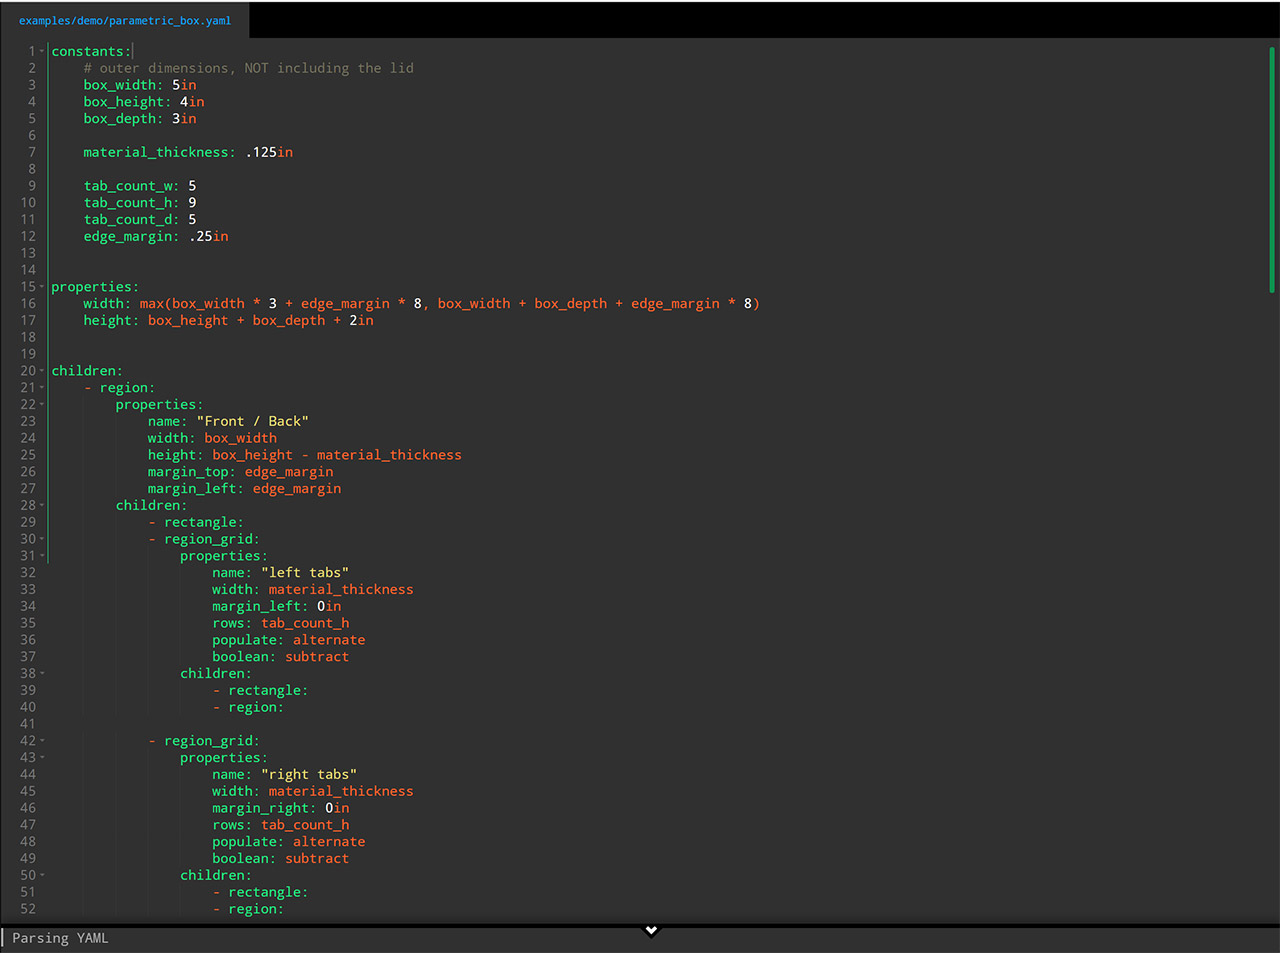 examples/demo/parametric_box.yaml
1 constants:
2 # outer dimensions, NOT including the lid
3 box_width: 5in
4 box_height: 4in
5 box_depth: 3in
6
7 material_thickness: .125in
8
9 tab_count_w: 5
10 tab_count_h: 9
11 tab_count_d: 5
12 edge_margin: .25in
13
14
15 properties:
16 width: max(box_width * 3 + edge_margin * 8, box_width + box_depth + edge_margin * 8)
17 height: box_height + box_depth + 2in
18
19
20 children:
21 - region:
22 properties:
23 name: "Front / Back"
24 width: box_width
25 height: box_height - material_thickness
26 margin_top: edge_margin
27 margin_left: edge_margin
28 children:
29 - rectangle:
30 - region_grid:
31 properties:
32 name: "left tabs"
33 width: material_thickness
34 margin_left: 0in
35 rows: tab_count_h
36 populate: alternate
37 boolean: subtract
38 children:
39 - rectangle:
40 - region:
41
42 - region_grid:
43 properties:
44 name: "right tabs"
45 width: material_thickness
46 margin_right: 0in
47 rows: tab_count_h
48 populate: alternate
49 boolean: subtract
50 children:
51 - rectangle:
52 - region:
Parsing YAML